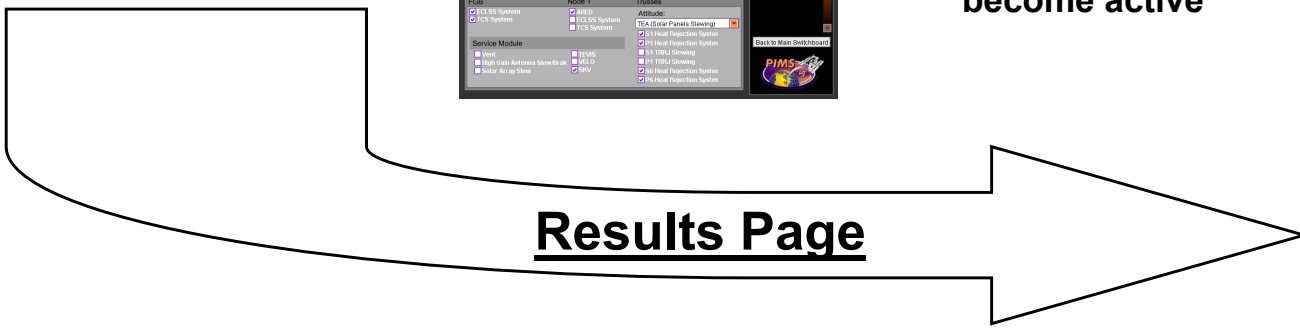 become active
FGB
Node 1
Trusses
ECLSS System
TCS System
ARED
ECLSS System
TCS System
Attitude:
TEA (Solar Panels Slewing)
S1 Heat Rejection System
P1 Heat Rejection System
S1 TRRJ Slewing
P1 TRRJ Slewing
S6 Heat Rejection System
P6 Heat Rejection System
Service Module
Vent
High Gain Antenna Slew/Brak
Solar Array Slew
TEVIS
VELO
SKV
Back to Main Switchboard
PIMS
Results Page